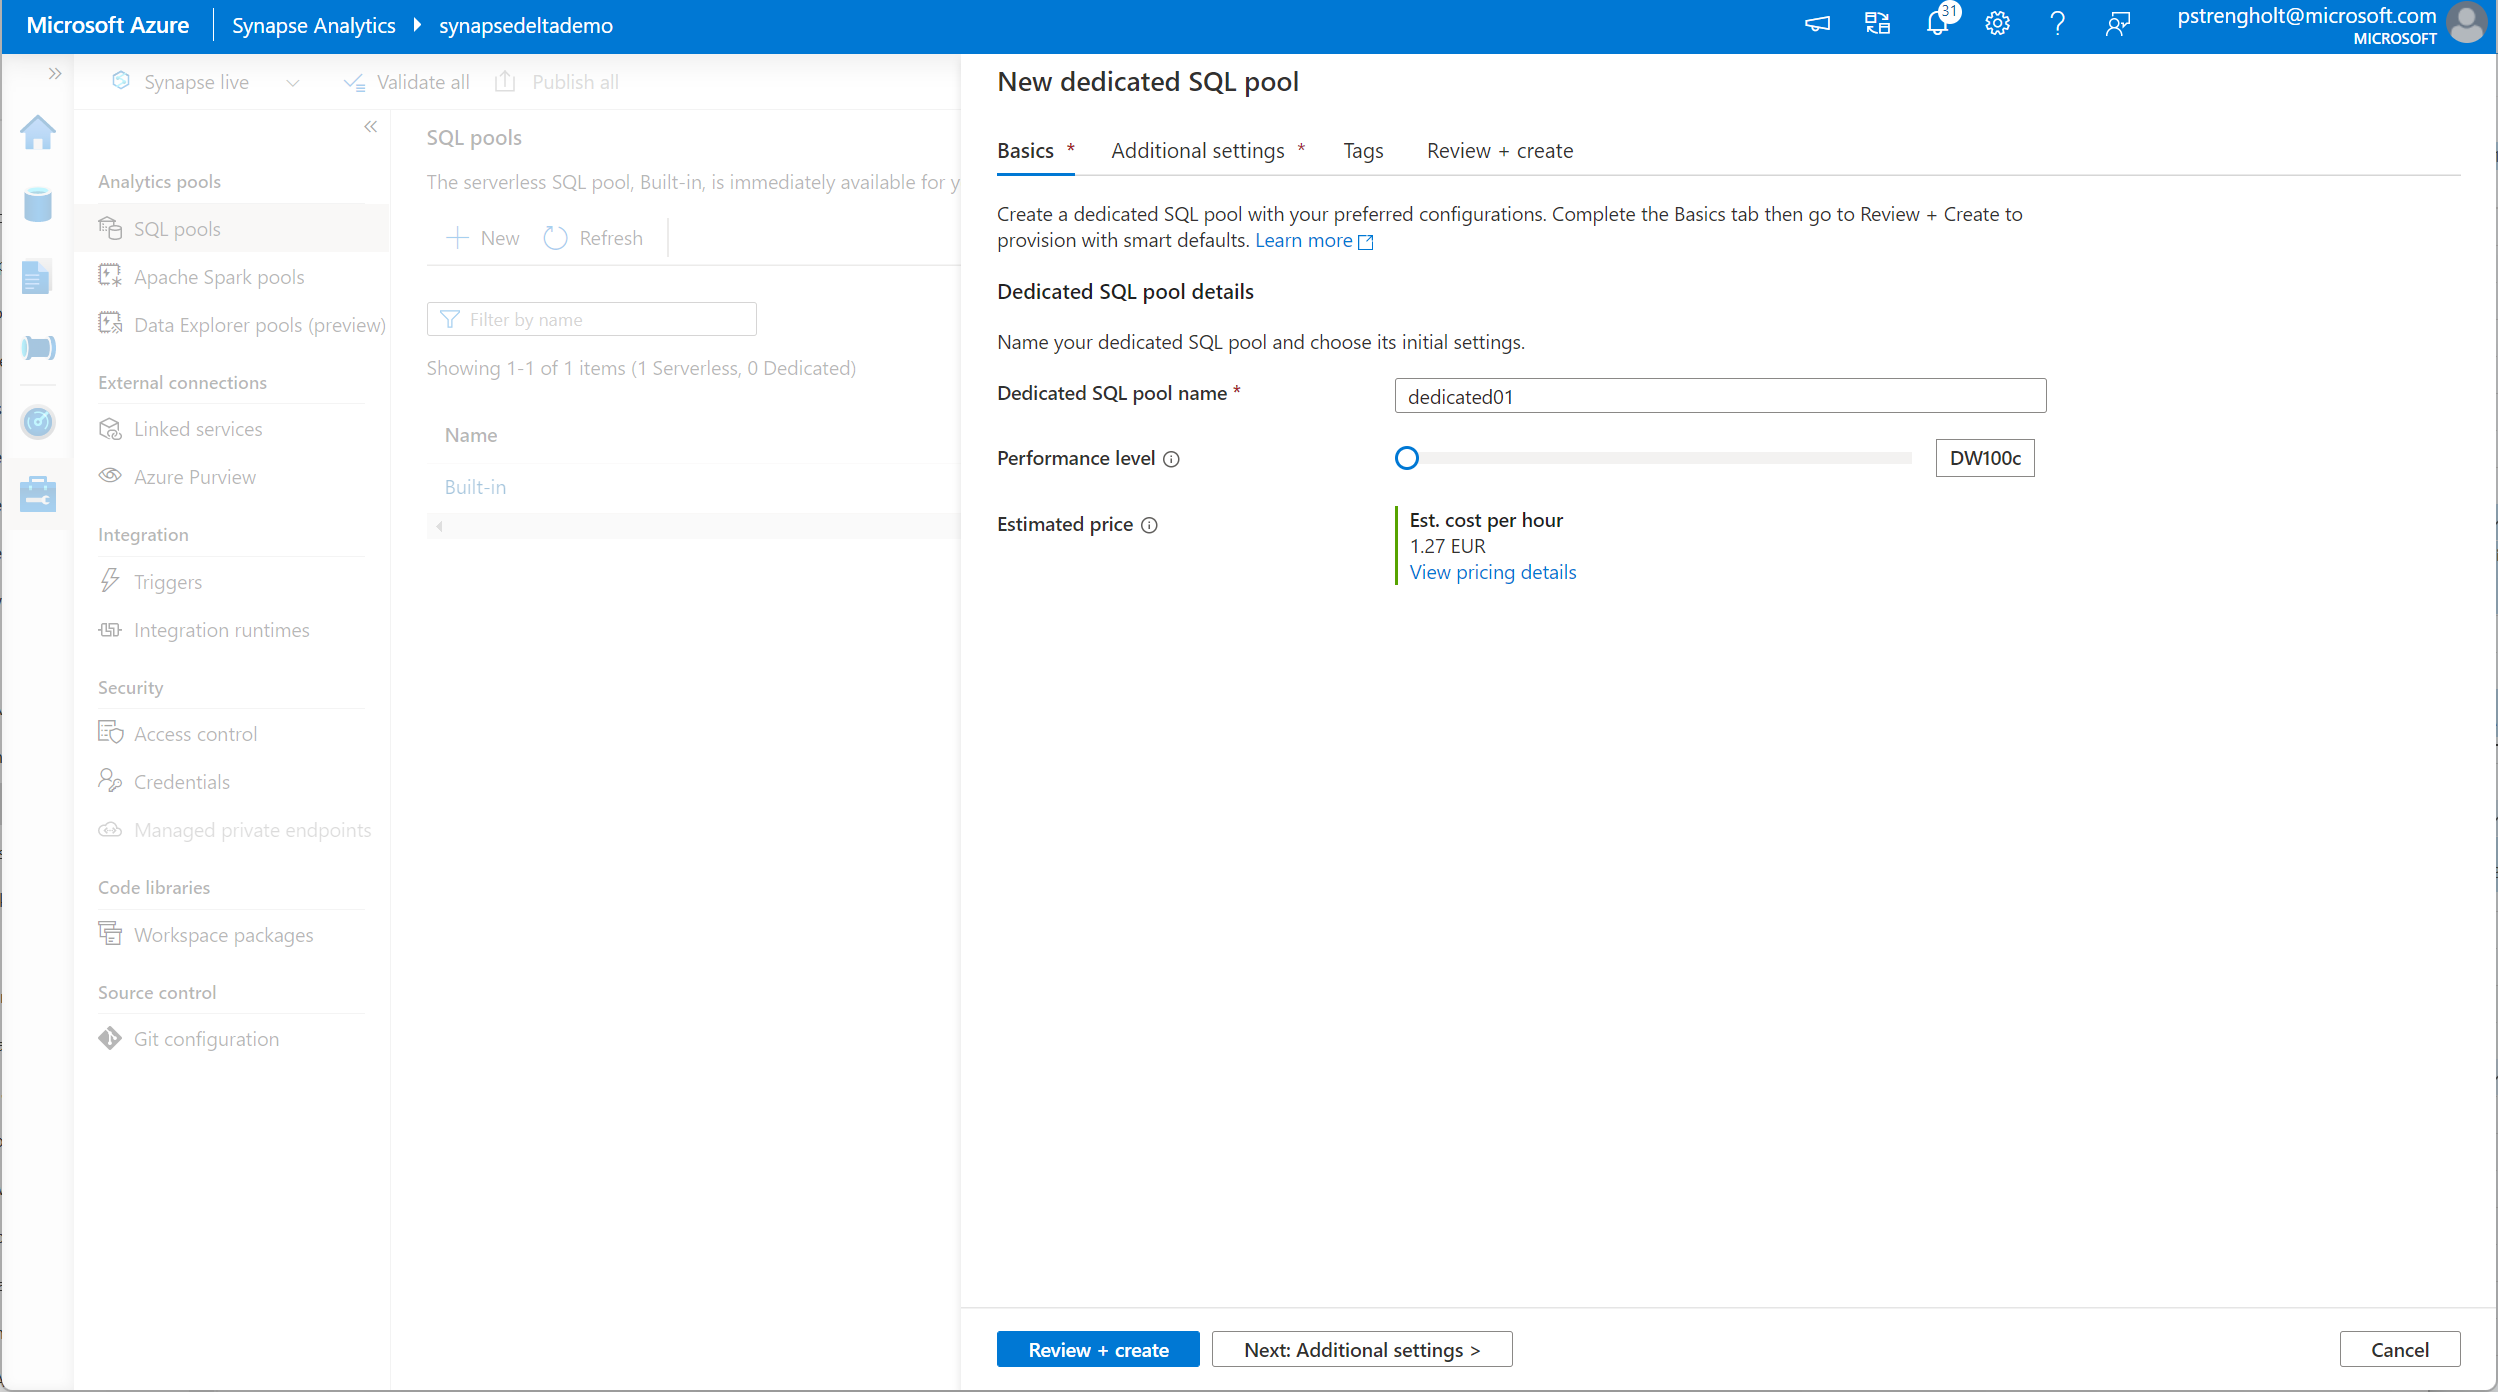 Microsoft Azure
Synapse Analytics
synapsedeltademo
31
pstrengholt@microsoft.com
MICROSOFT
Synapse live
Validate all
Publish all
Analytics pools
SQL pools
Apache Spark pools
Data Explorer pools (preview)
External connections
Linked services
Azure Purview
Integration
Triggers
Integration runtimes
Security
Access control
Credentials
Managed private endpoints
Code libraries
Workspace packages
Source control
Git configuration
SQL pools
The serverless SQL pool, Built-in, is immediately available for y
New
Refresh
Filter by name
Showing 1-1 of 1 items (1 Serverless, 0 Dedicated)
Name
Built-in
New dedicated SQL pool
Basics *
Additional settings *
Tags
Review + create
Create a dedicated SQL pool with your preferred configurations. Complete the Basics tab then go to Review + Create to
provision with smart defaults. Learn more
Dedicated SQL pool details
Name your dedicated SQL pool and choose its initial settings.
Dedicated SQL pool name *
dedicated01
Performance level
DW100c
Estimated price
Est. cost per hour
1.27 EUR
View pricing details
Review + create
Next: Additional settings >
Cancel